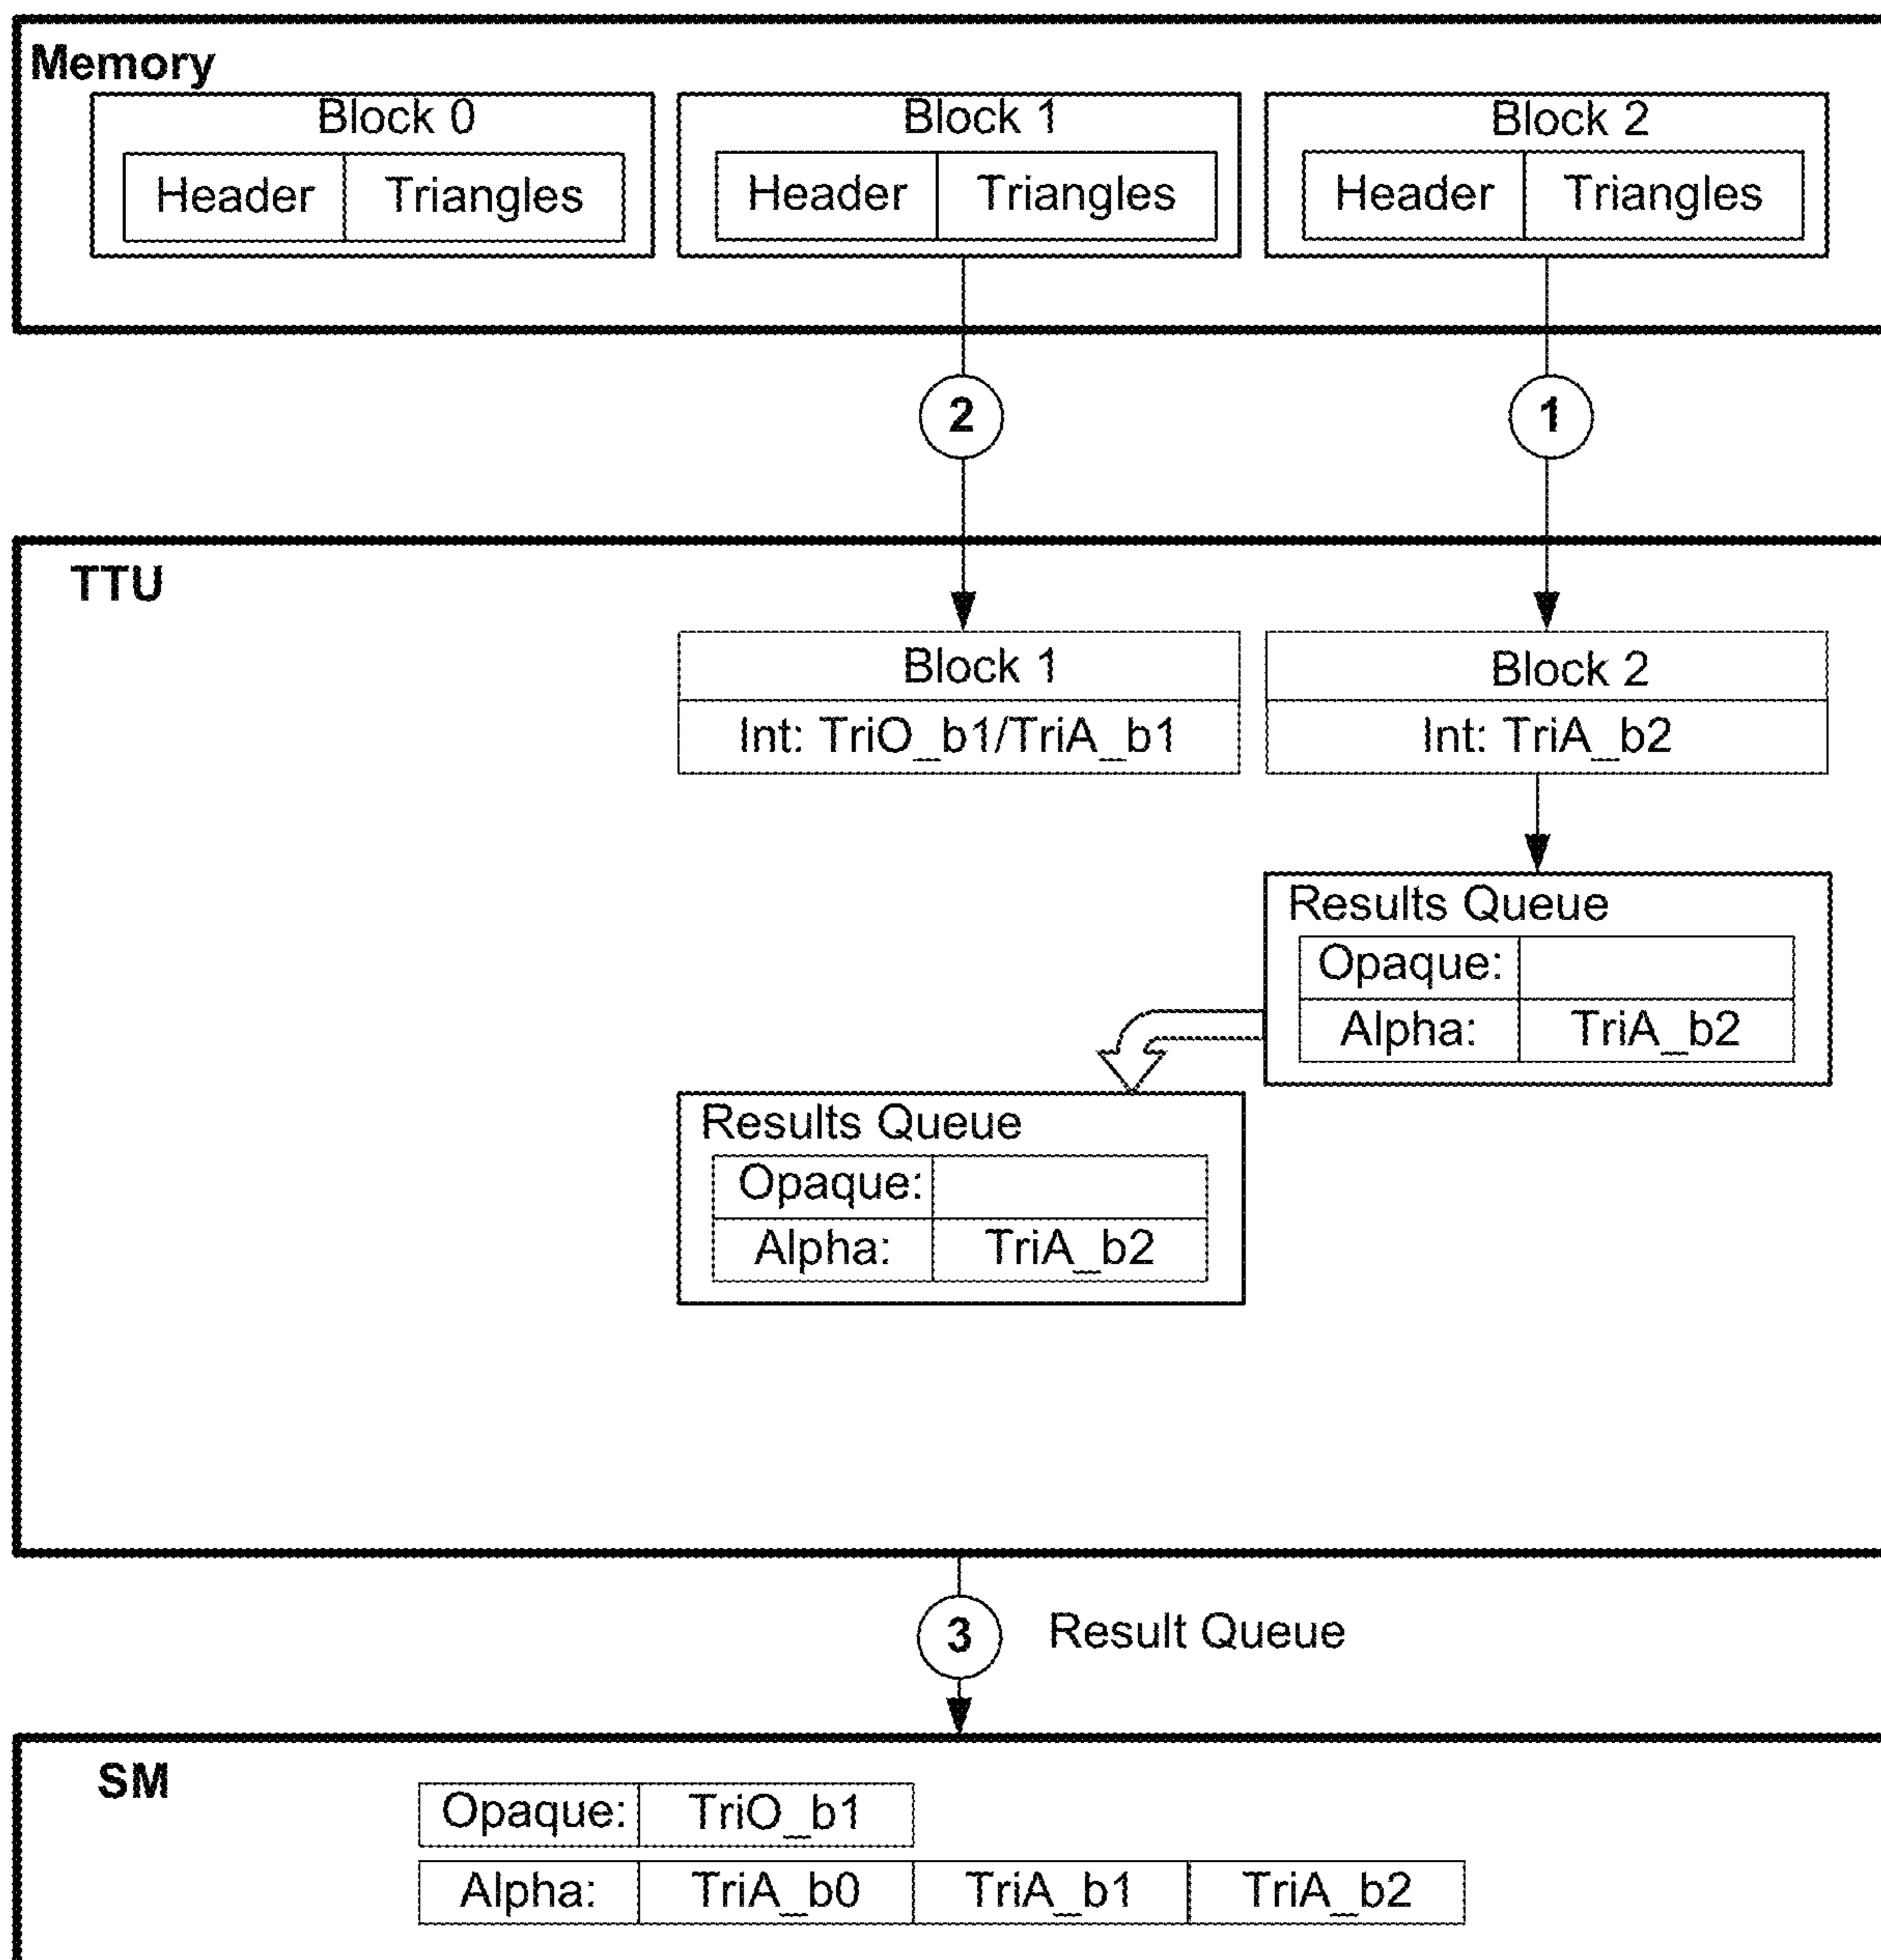 Memory
Block 0
Block 1
Block 2
Header Triangles
Header Triangles
Header Triangles
2
1
TTU
Block 1
Block 2
Int: TriO_b1/TriA_b1
Int: TriA_b2
Results Queue
Opaque:
Alpha: TriA_b2
Results Queue
Opaque:
Alpha: TriA_b2
3 Result Queue
SM
Opaque: TriO_b1
Alpha: TriA_b0 TriA_b1 TriA_b2